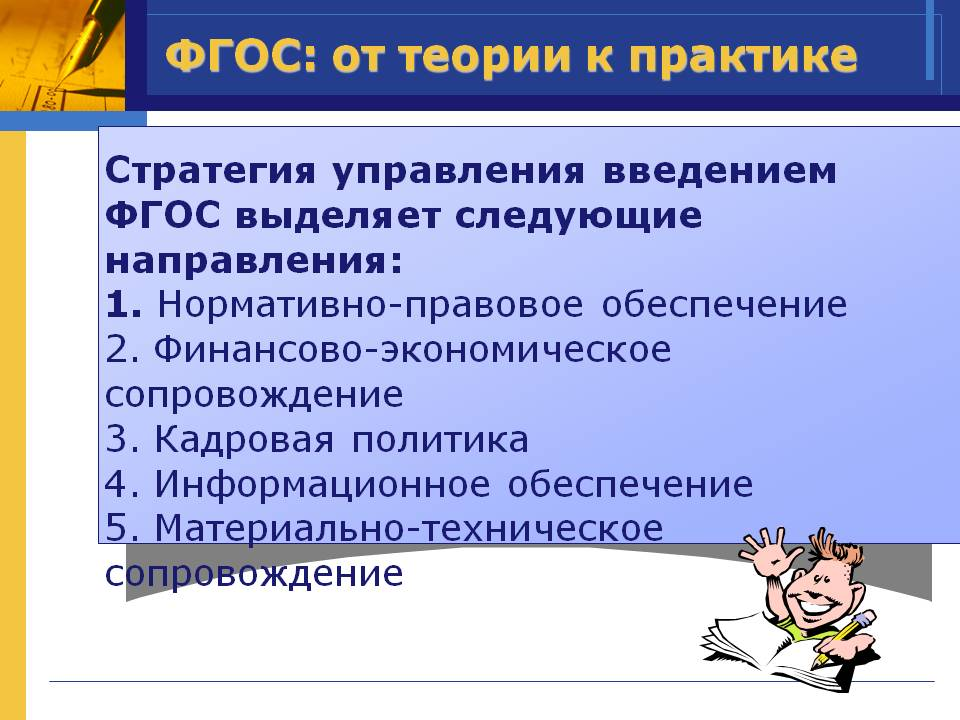 ФГОС: от теории к практике
Стратегия управления введением
ФГОС выделяет следующие
направления:
1. Нормативно-правовое обеспечение
2. Финансово-экономическое
сопровождение
3. Кадровая политика
4. Информационное обеспечение
5. Материально-техническое
сопровождение